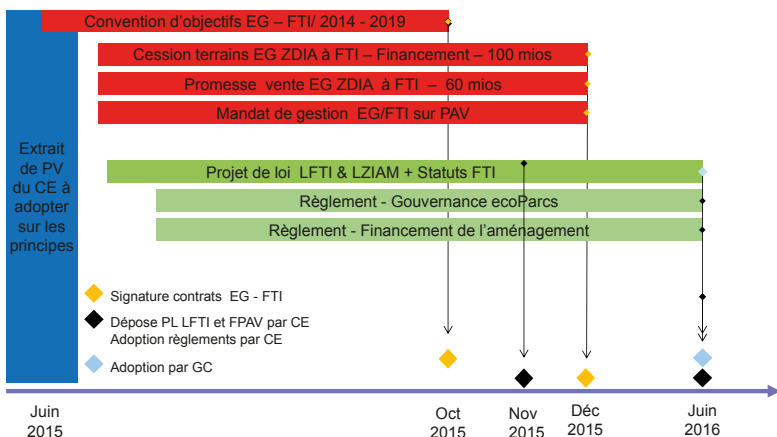 Convention d'objectifs EG – FTI/ 2014 - 2019
Cession terrains EG ZDIA à FTI – Financement – 100 mios
Promesse vente EG ZDIA à FTI – 60 mios
Mandat de gestion EG/FTI sur PAV
Extrait
de PV
du CE à
adopter
sur les
principes
Projet de loi LFTI & LZIAM + Statuts FTI
Règlement - Gouvernance ecoParcs
Règlement - Financement de l'aménagement
Signature contrats EG - FTI
Dépose PL LFTI et FPAV par CE
Adoption règlements par CE
Adoption par GC
Juin
2015
Oct
2015
Nov
2015
Déc
2015
Juin
2016